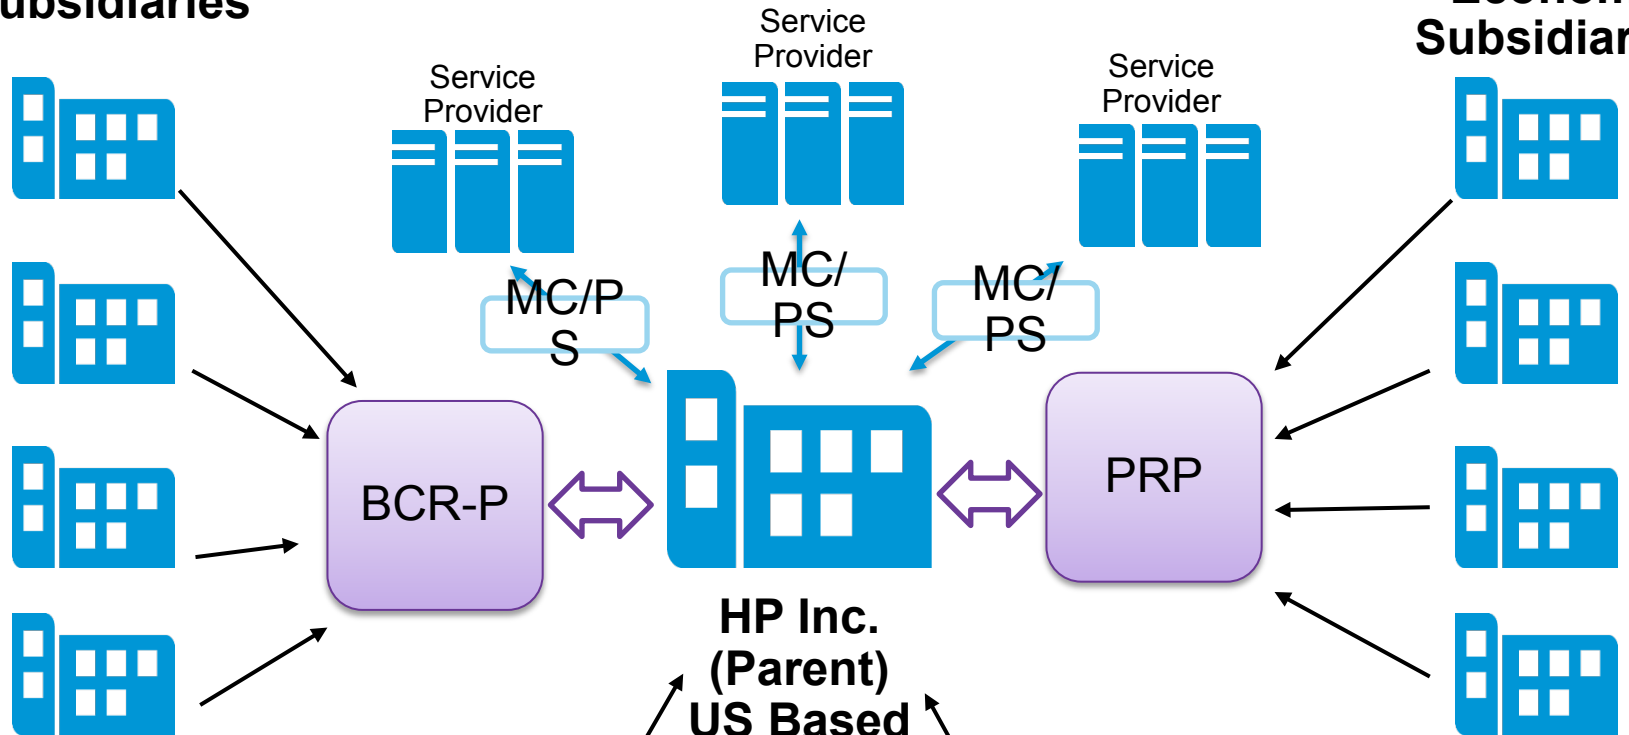 ubsidiaries
Subsidiar
Service
Provider
Service
Provider
Service
Provider
MC/P
S
MC/
PS
MC/
PS
BCR-P
PRP
HP Inc.
(Parent)
US Based